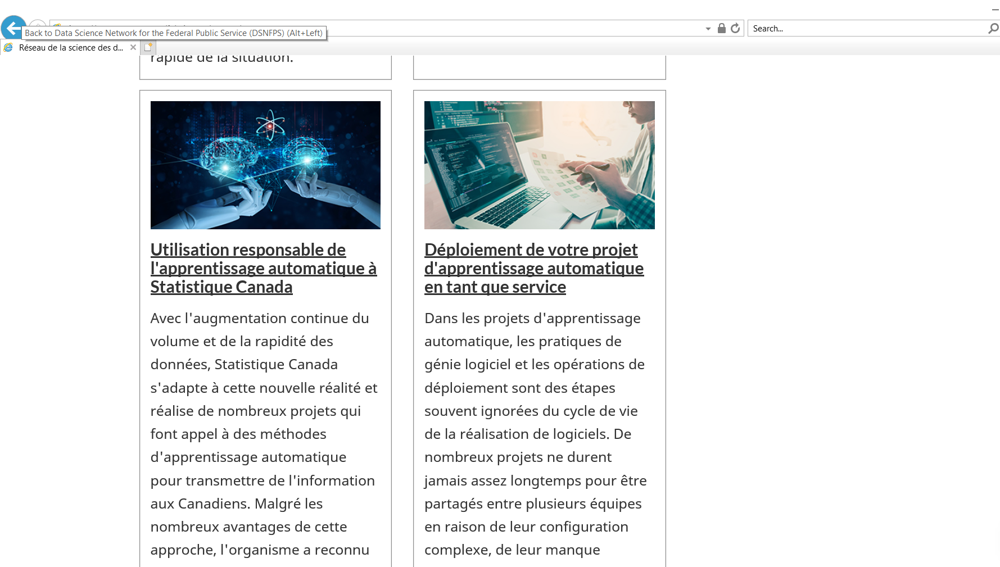 Back to Data Science Network for the Federal Public Service (DSNFPS) (Alt+Left)
Search...
Réseau de la science des d...
rapide de la situation.
Utilisation responsable de
l'apprentissage automatique à
Statistique Canada
Avec l'augmentation continue du
volume et de la rapidité des
données, Statistique Canada
s'adapte à cette nouvelle réalité et
réalise de nombreux projets qui
font appel à des méthodes
d'apprentissage automatique
pour transmettre de l'information
aux Canadiens. Malgré les
nombreux avantages de cette
approche, l'organisme a reconnu
Déploiement de votre projet
d'apprentissage automatique
en tant que service
Dans les projets d'apprentissage
automatique, les pratiques de
génie logiciel et les opérations de
déploiement sont des étapes
souvent ignorées du cycle de vie
de la réalisation de logiciels. De
nombreux projets ne durent
jamais assez longtemps pour être
partagés entre plusieurs équipes
en raison de leur configuration
complexe, de leur manque